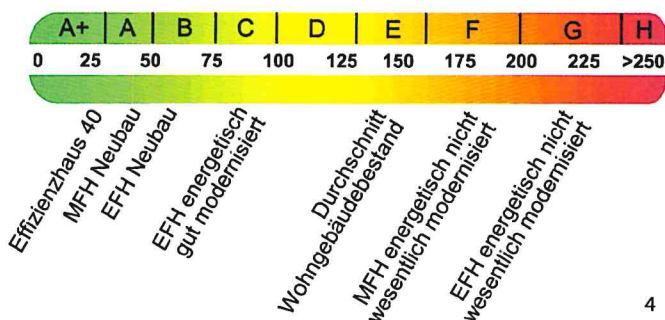 A+ A B C D E F G H
0 25 50 75 100 125 150 175 200 225 >250
Effizienzhaus 40
MFH Neubau
EFH Neubau
EFH energetisch
gut modernisiert
Durchschnitt
Wohngebäudebestand
MFH energetisch nicht
wesentlich modernisiert
EFH energetisch nicht
wesentlich modernisiert
4